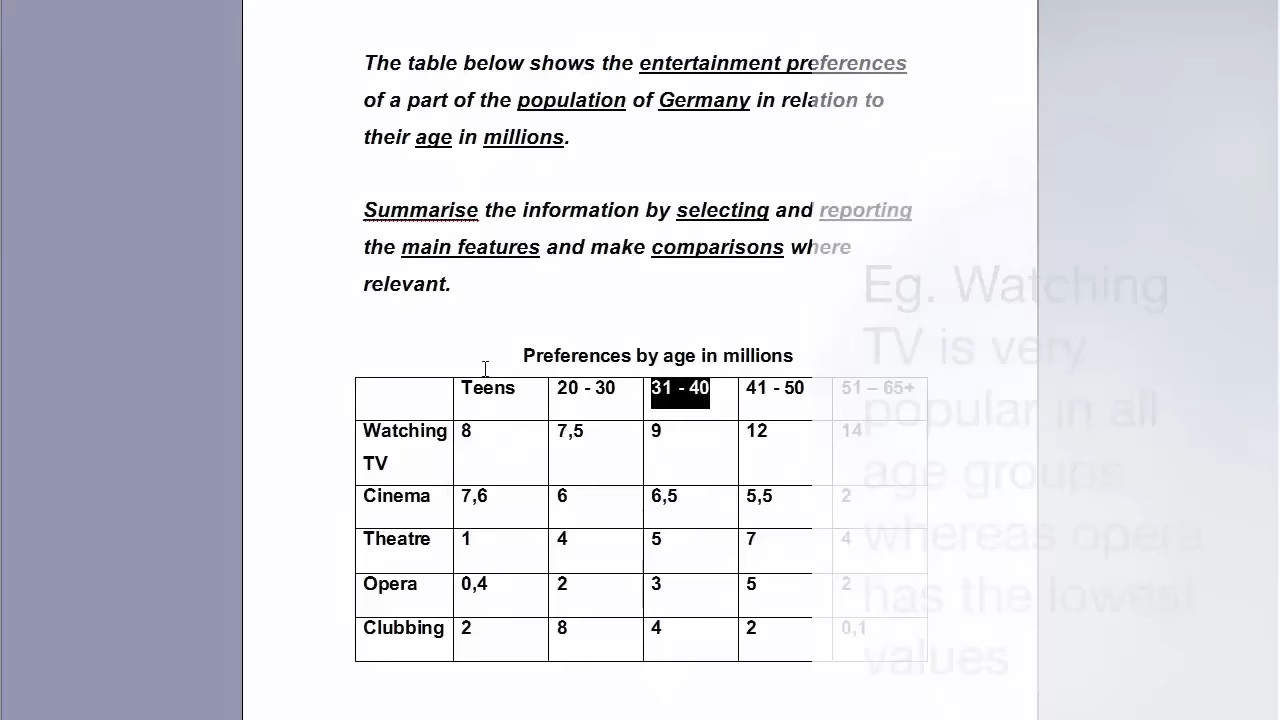 The table below shows the entertainment preferences
of a part of the population of Germany in relation to
their age in millions.
Summarise the information by selecting and reporting
the main features and make comparisons where
relevant.
Preferences by age in millions
Teens 20 - 30 31 - 40 41 - 50 51 – 65+
Watching 8 7,5 9 12 14
TV
Cinema 7,6 6 6,5 5,5 2
Theatre 1 4 5 7 4
Opera 0,4 2 3 5 2
Clubbing 2 8 4 2 0,1
Eg. Watching
TV is very
popular in all
age groups
whereas opera
has the lowest
values